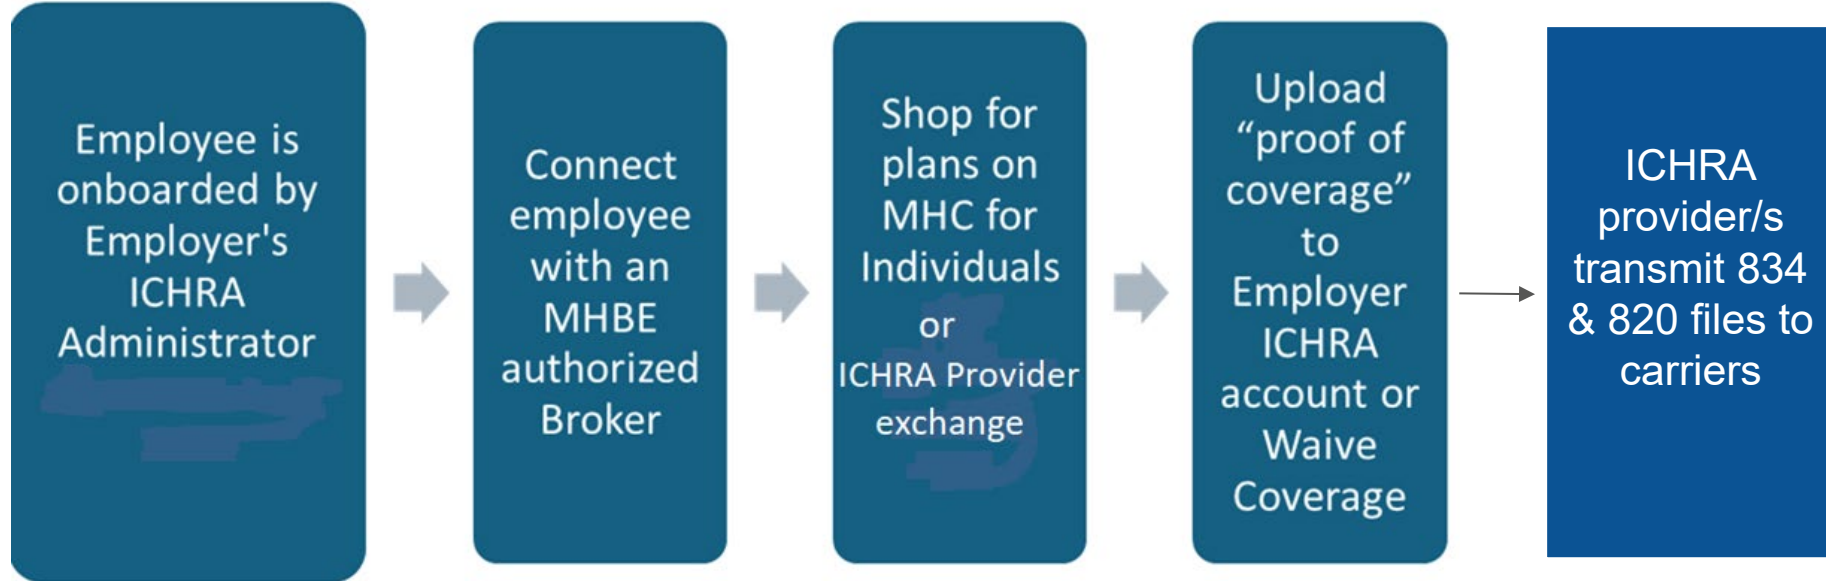 Employee is
onboarded by
Employer's
ICHRA
Administrator
Connect
employee
with an
MHBE
authorized
Broker
Shop for
plans on
MHC for
Individuals
or
ICHRA Provider
exchange
Upload
“proof of
coverage”
to
Employer
ICHRA
account or
Waive
Coverage
ICHRA
provider/s
transmit 834
& 820 files to
carriers